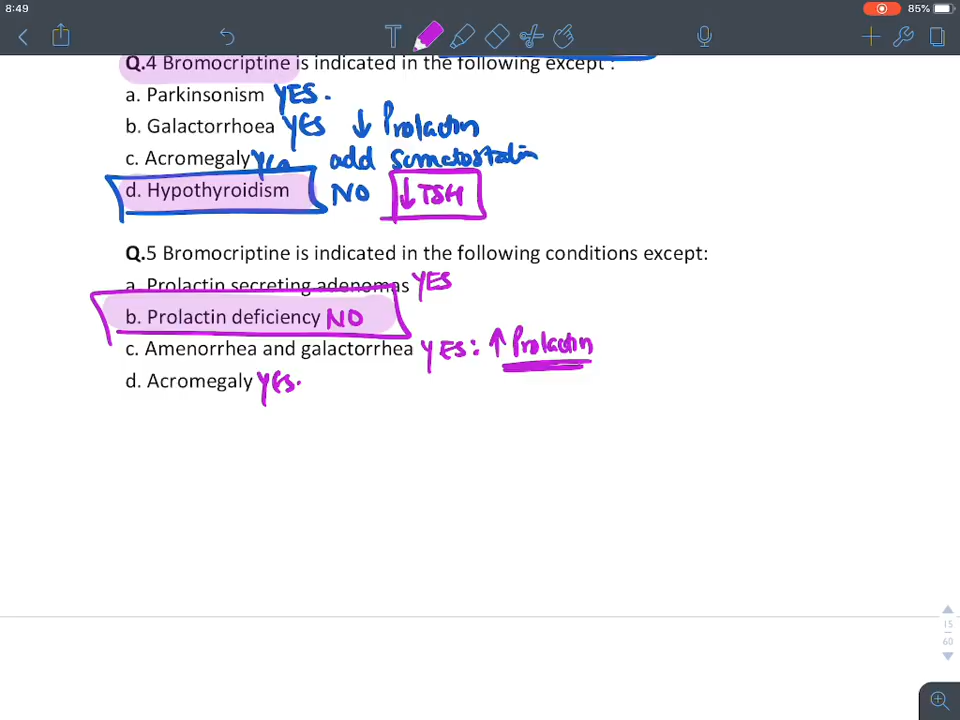 8:49
85%
T
Q.4 Bromocriptine is indicated in the following except :
a. Parkinsonism YES.
b. Galactorrhoea YES ↓ Prolactin
c. Acromegaly Yes add somatostatin
d. Hypothyroidism NO ↓ TSH
Q.5 Bromocriptine is indicated in the following conditions except:
a. Prolactin secreting adenomas YES
b. Prolactin deficiency NO
c. Amenorrhea and galactorrhea YES: ↑ Prolactin
d. Acromegaly YES.
15
60